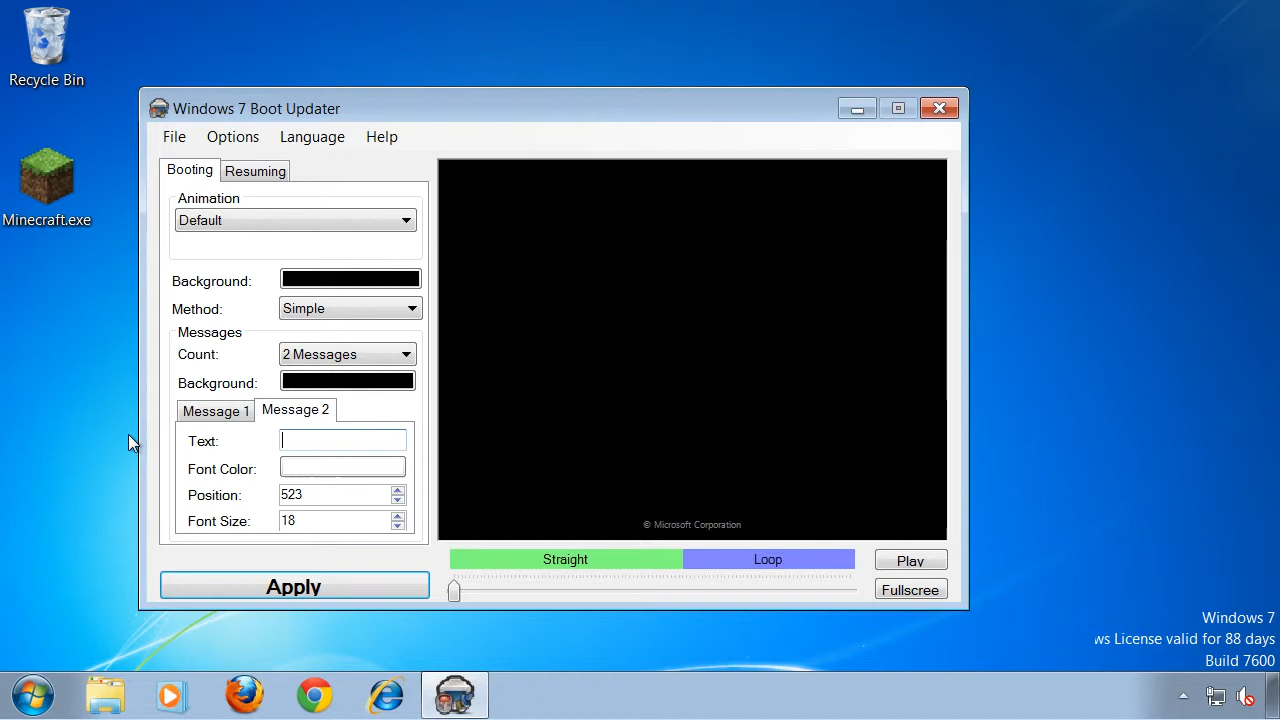 Recycle Bin
Minecraft.exe
Windows 7 Boot Updater
File Options Language Help
Booting Resuming
Animation
Default
Background:
Method: Simple
Messages
Count: 2 Messages
Background:
Message 1 Message 2
Text:
Font Color:
Position: 523
Font Size: 18
Apply
© Microsoft Corporation
Straight Loop
Play
Fullscree
Windows 7
ws License valid for 88 days
Build 7600